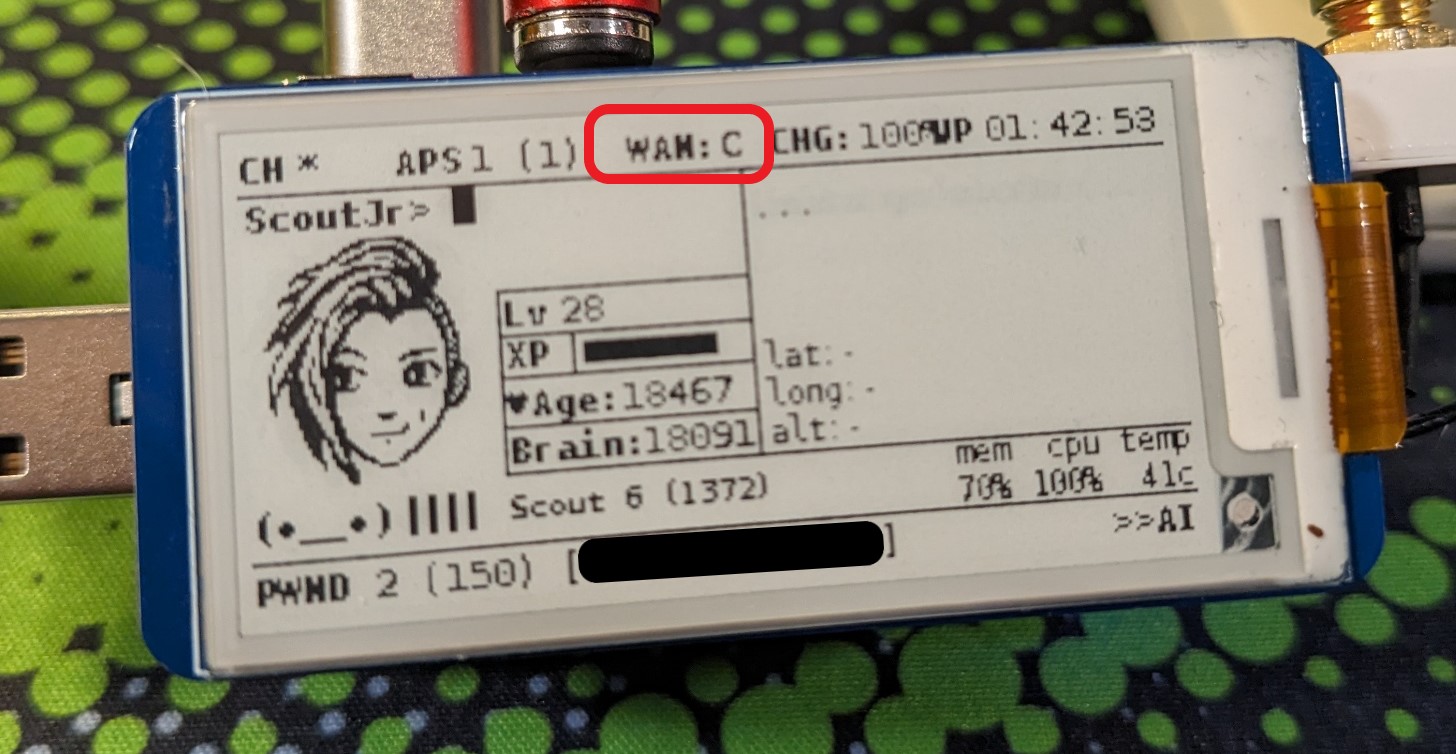 CH * APS 1 (1) WAN: C CHG: 100% UP 01:42:53
ScoutJr>
...
Lv 28
XP
♥Age: 18467
Brain: 18091
lat: -
long: -
alt: -
mem cpu temp
70% 100% 41c
(•__•) |||| Scout 6 (1372)
>>AI
PWND 2 (150) [ ]